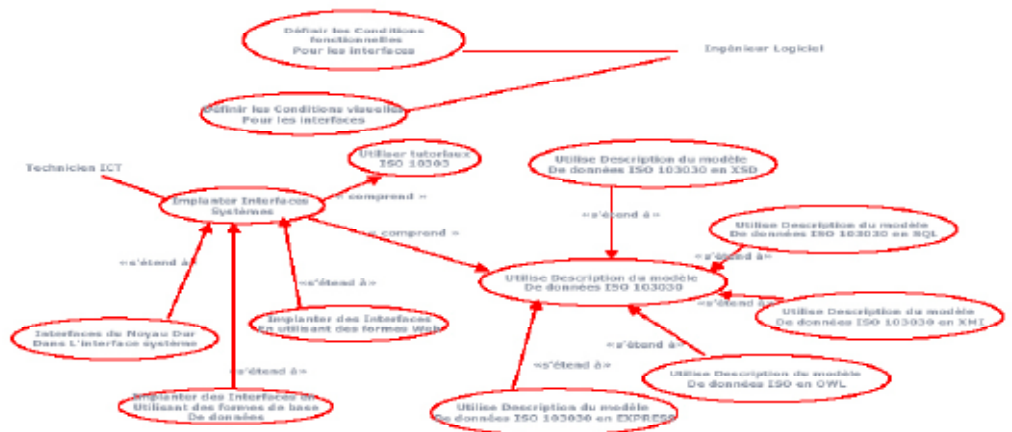 Définir les Conditions
fonctionnelles
Pour les interfaces
Ingénieur Logiciel
Définir les Conditions visuelles
Pour les interfaces
Utiliser tutoriaux
ISO 10303
Utilise Description du modèle
De données ISO 103030 en XSD
Technicien ICT
Implanter Interfaces
Systèmes
« comprend »
«s'étend à»
Utilise Description du modèle
De données ISO 103030 en SQL
« comprend »
«s'étend à»
«s'étend à»
Utilise Description du modèle
De données ISO 103030
«s'étend à»
«s'étend à»
Utilise Description du modèle
De données ISO 103030 en XMI
Implanter des Interfaces
En utilisant des formes Web
Interfaces du Noyau Dur
Dans L'interface système
«s'étend à»
«s'étend à»
«s'étend à»
Utilise Description du modèle
De données ISO en OWL
Implanter des Interfaces en
Utilisant des formes de base
De données
Utilise Description du modèle
De données ISO 103030 en EXPRESS